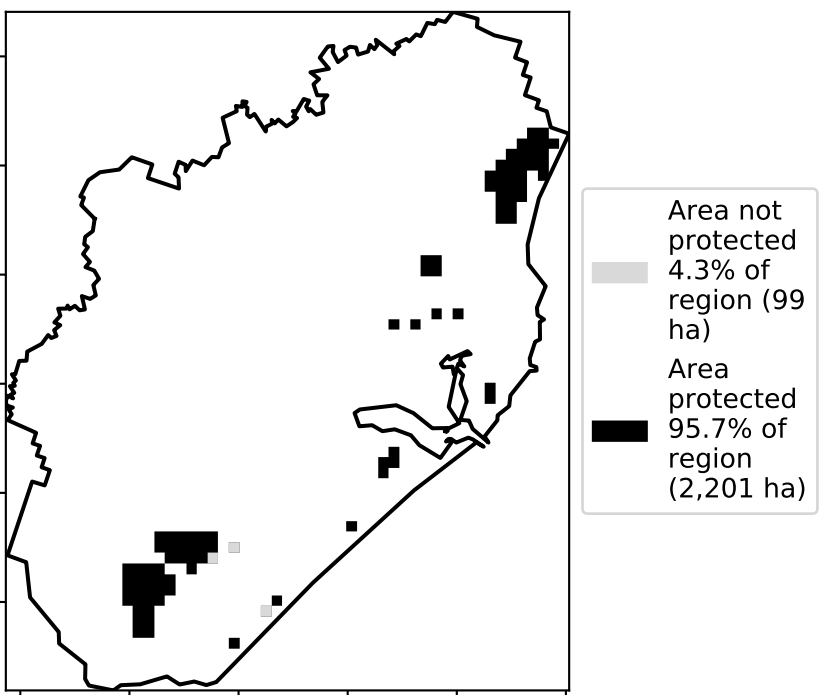 Area not
protected
4.3% of
region (99
ha)
Area
protected
95.7% of
region
(2,201 ha)